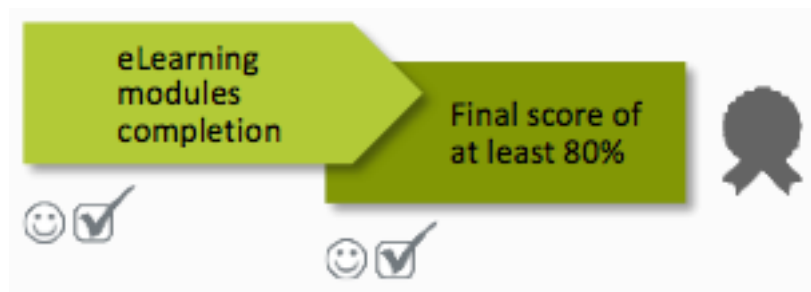 eLearning
modules
completion
Final score of
at least 80%